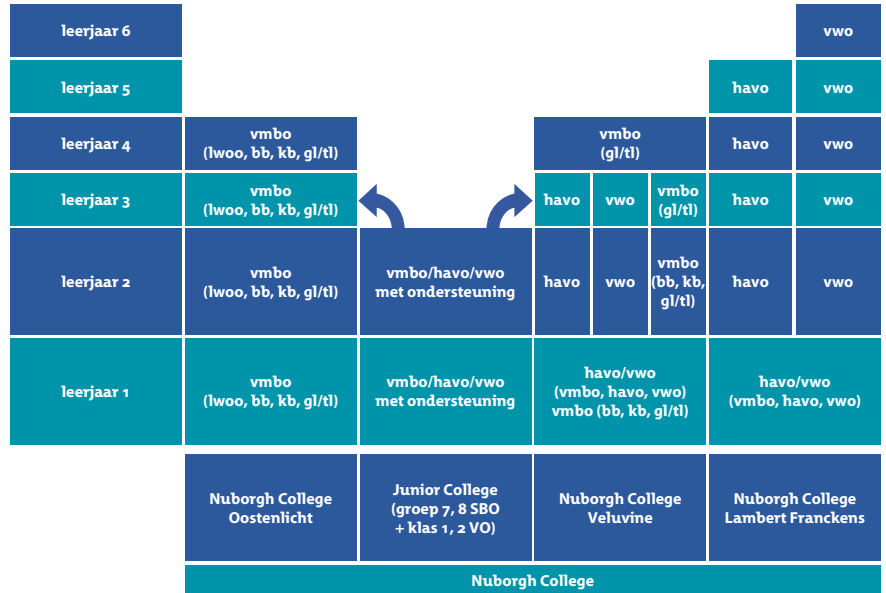 leerjaar 6
vwo
leerjaar 5
havo
vwo
leerjaar 4
vmbo
(lwoo, bb, kb, gl/tl)
vmbo
(gl/tl)
havo
vwo
leerjaar 3
vmbo
(lwoo, bb, kb, gl/tl)
havo
vwo
vmbo
(gl/tl)
havo
vwo
leerjaar 2
vmbo
(lwoo, bb, kb, gl/tl)
vmbo/havo/vwo
met ondersteuning
havo
vwo
vmbo
(bb, kb,
gl/tl)
havo
vwo
leerjaar 1
vmbo
(lwoo, bb, kb, gl/tl)
vmbo/havo/vwo
met ondersteuning
havo/vwo
(vmbo, havo, vwo)
vmbo (bb, kb, gl/tl)
havo/vwo
(vmbo, havo, vwo)
Nuborgh College
Oostenlicht
Junior College
(groep 7, 8 SBO
+ klas 1, 2 VO)
Nuborgh College
Veluvine
Nuborgh College
Lambert Franckens
Nuborgh College